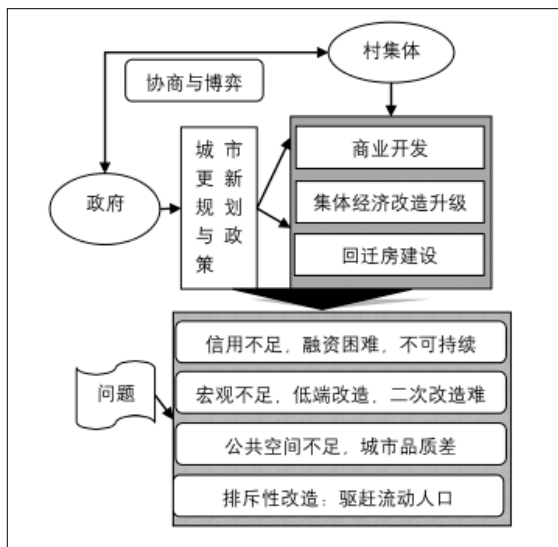 村集体
协商与博弈
城市
更新
规划
与政
策
商业开发
政府
集体经济改造升级
回迁房建设
信用不足，融资困难，不可持续
问题
宏观不足，低端改造，二次改造难
公共空间不足，城市品质差
排斥性改造：驱赶流动人口